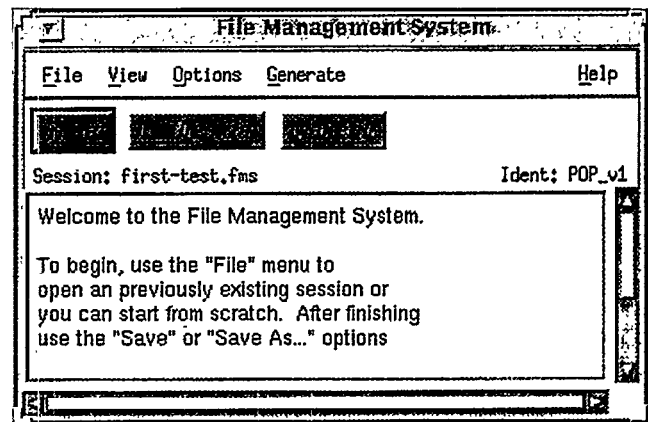 File Management System
File View Options Generate Help
Session: first-test.fms Ident: POP_v1
Welcome to the File Management System.
To begin, use the "File" menu to
open an previously existing session or
you can start from scratch. After finishing
use the "Save" or "Save As..." options